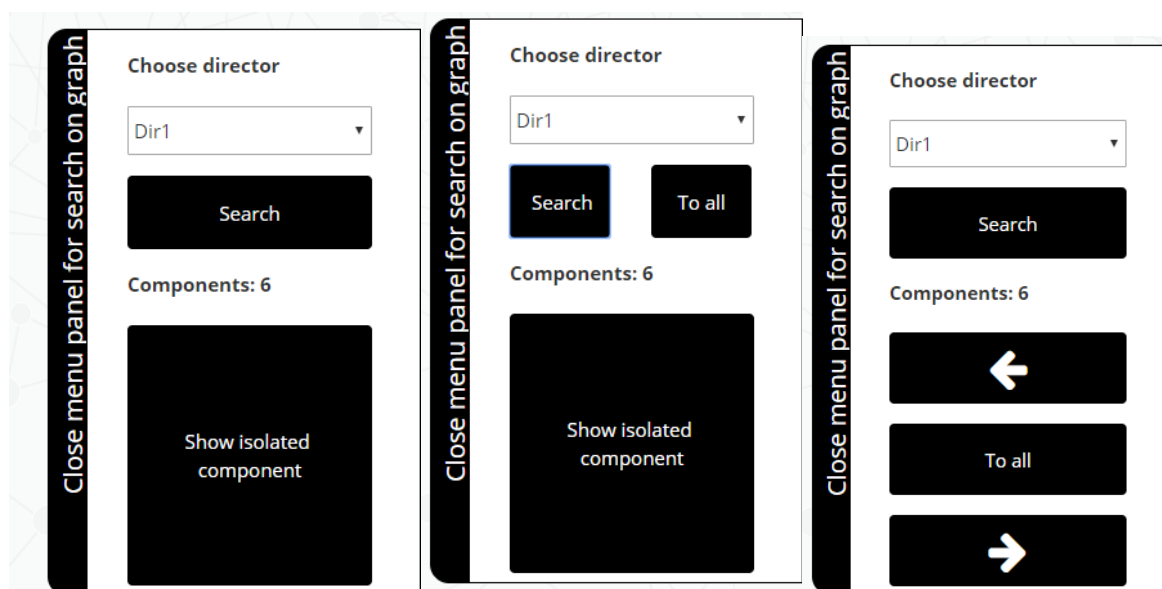 Close menu panel for search on graph
Choose director
Dir1
Search
Components: 6
Show isolated
component
Close menu panel for search on graph
Choose director
Dir1
Search
To all
Components: 6
Show isolated
component
Close menu panel for search on graph
Choose director
Dir1
Search
Components: 6
To all